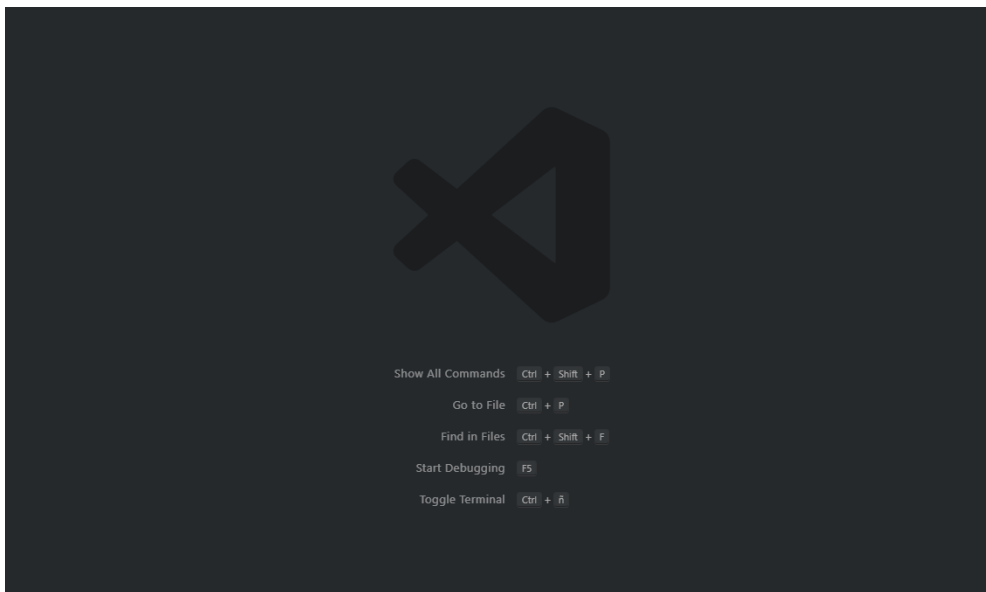 Show All Commands Ctrl + Shift + P
Go to File Ctrl + P
Find in Files Ctrl + Shift + F
Start Debugging F5
Toggle Terminal Ctrl + ñ